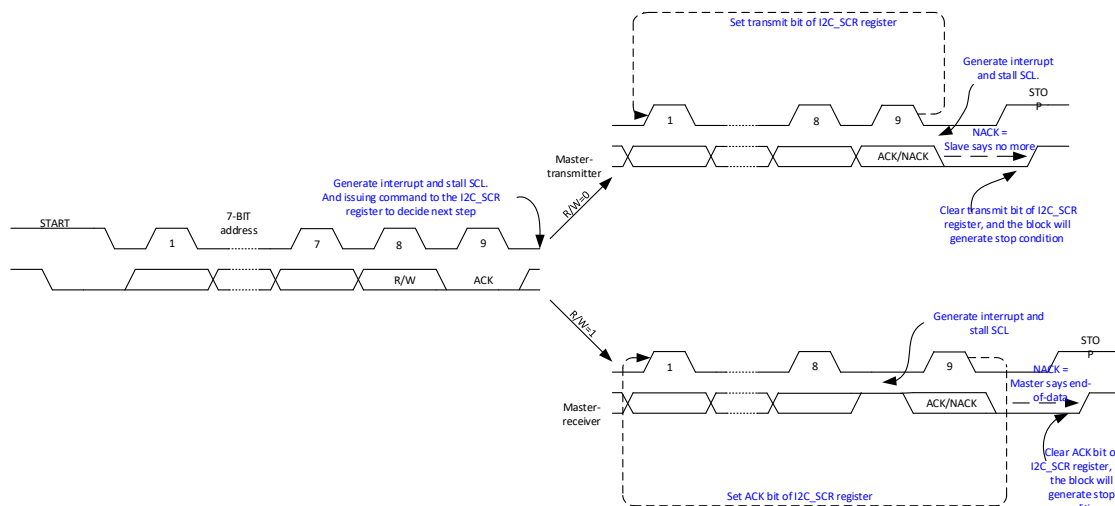 Set transmit bit of I2C_SCR register
Generate interrupt
and stall SCL.
STO
P
1
8
9
NACK =
Slave says no more
Master-
transmitter
ACK/NACK
Generate interrupt and stall SCL.
And issuing command to the I2C_SCR
register to decide next step
R/W=0
Clear transmit bit of I2C_SCR
register, and the block will
generate stop condition
START
7-BIT
address
1
7
8
9
R/W
ACK
R/W=1
Generate interrupt and
stall SCL
STO
P
1
8
9
NACK =
Master says end-
of-data
Master-
receiver
ACK/NACK
Clear ACK bit o
I2C_SCR register,
the block will
generate stop
Set ACK bit of I2C_SCR register